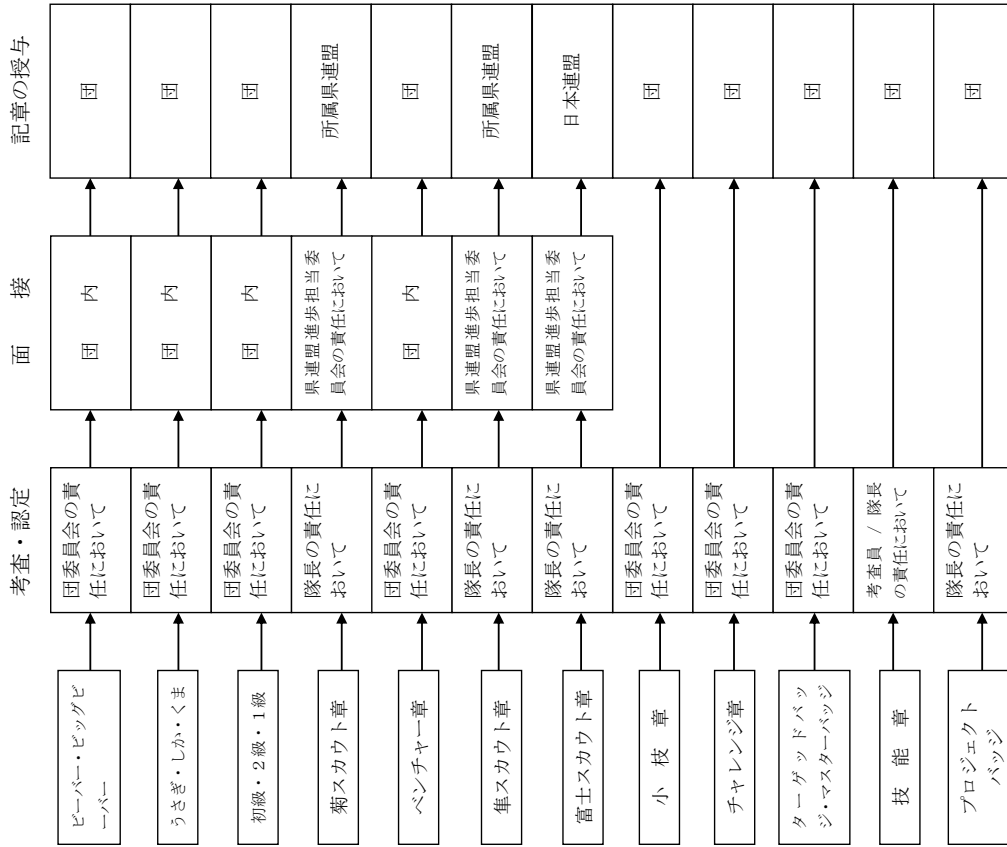 考査・認定
面　接
記章の授与
ビーバー・ビッグビ
ーバー
団委員会の責
任において
団　内
団
うさぎ・しか・くま
団委員会の責
任において
団　内
団
初級・２級・１級
団委員会の責
任において
団　内
団
菊スカウト章
隊長の責任に
おいて
県連盟進歩担当委
員会の責任において
所属県連盟
ベンチャー章
団委員会の責
任において
団　内
団
隼スカウト章
隊長の責任に
おいて
県連盟進歩担当委
員会の責任において
所属県連盟
富士スカウト章
隊長の責任に
おいて
県連盟進歩担当委
員会の責任において
日本連盟
小　枝　章
団委員会の責
任において
団
チャレンジ章
団委員会の責
任において
団
ターゲッドバッ
ジ・マスターバッジ
団委員会の責
任において
団
技　能　章
考査員 / 隊長
の責任において
団
プロジェクト
バッジ
隊長の責任に
おいて
団